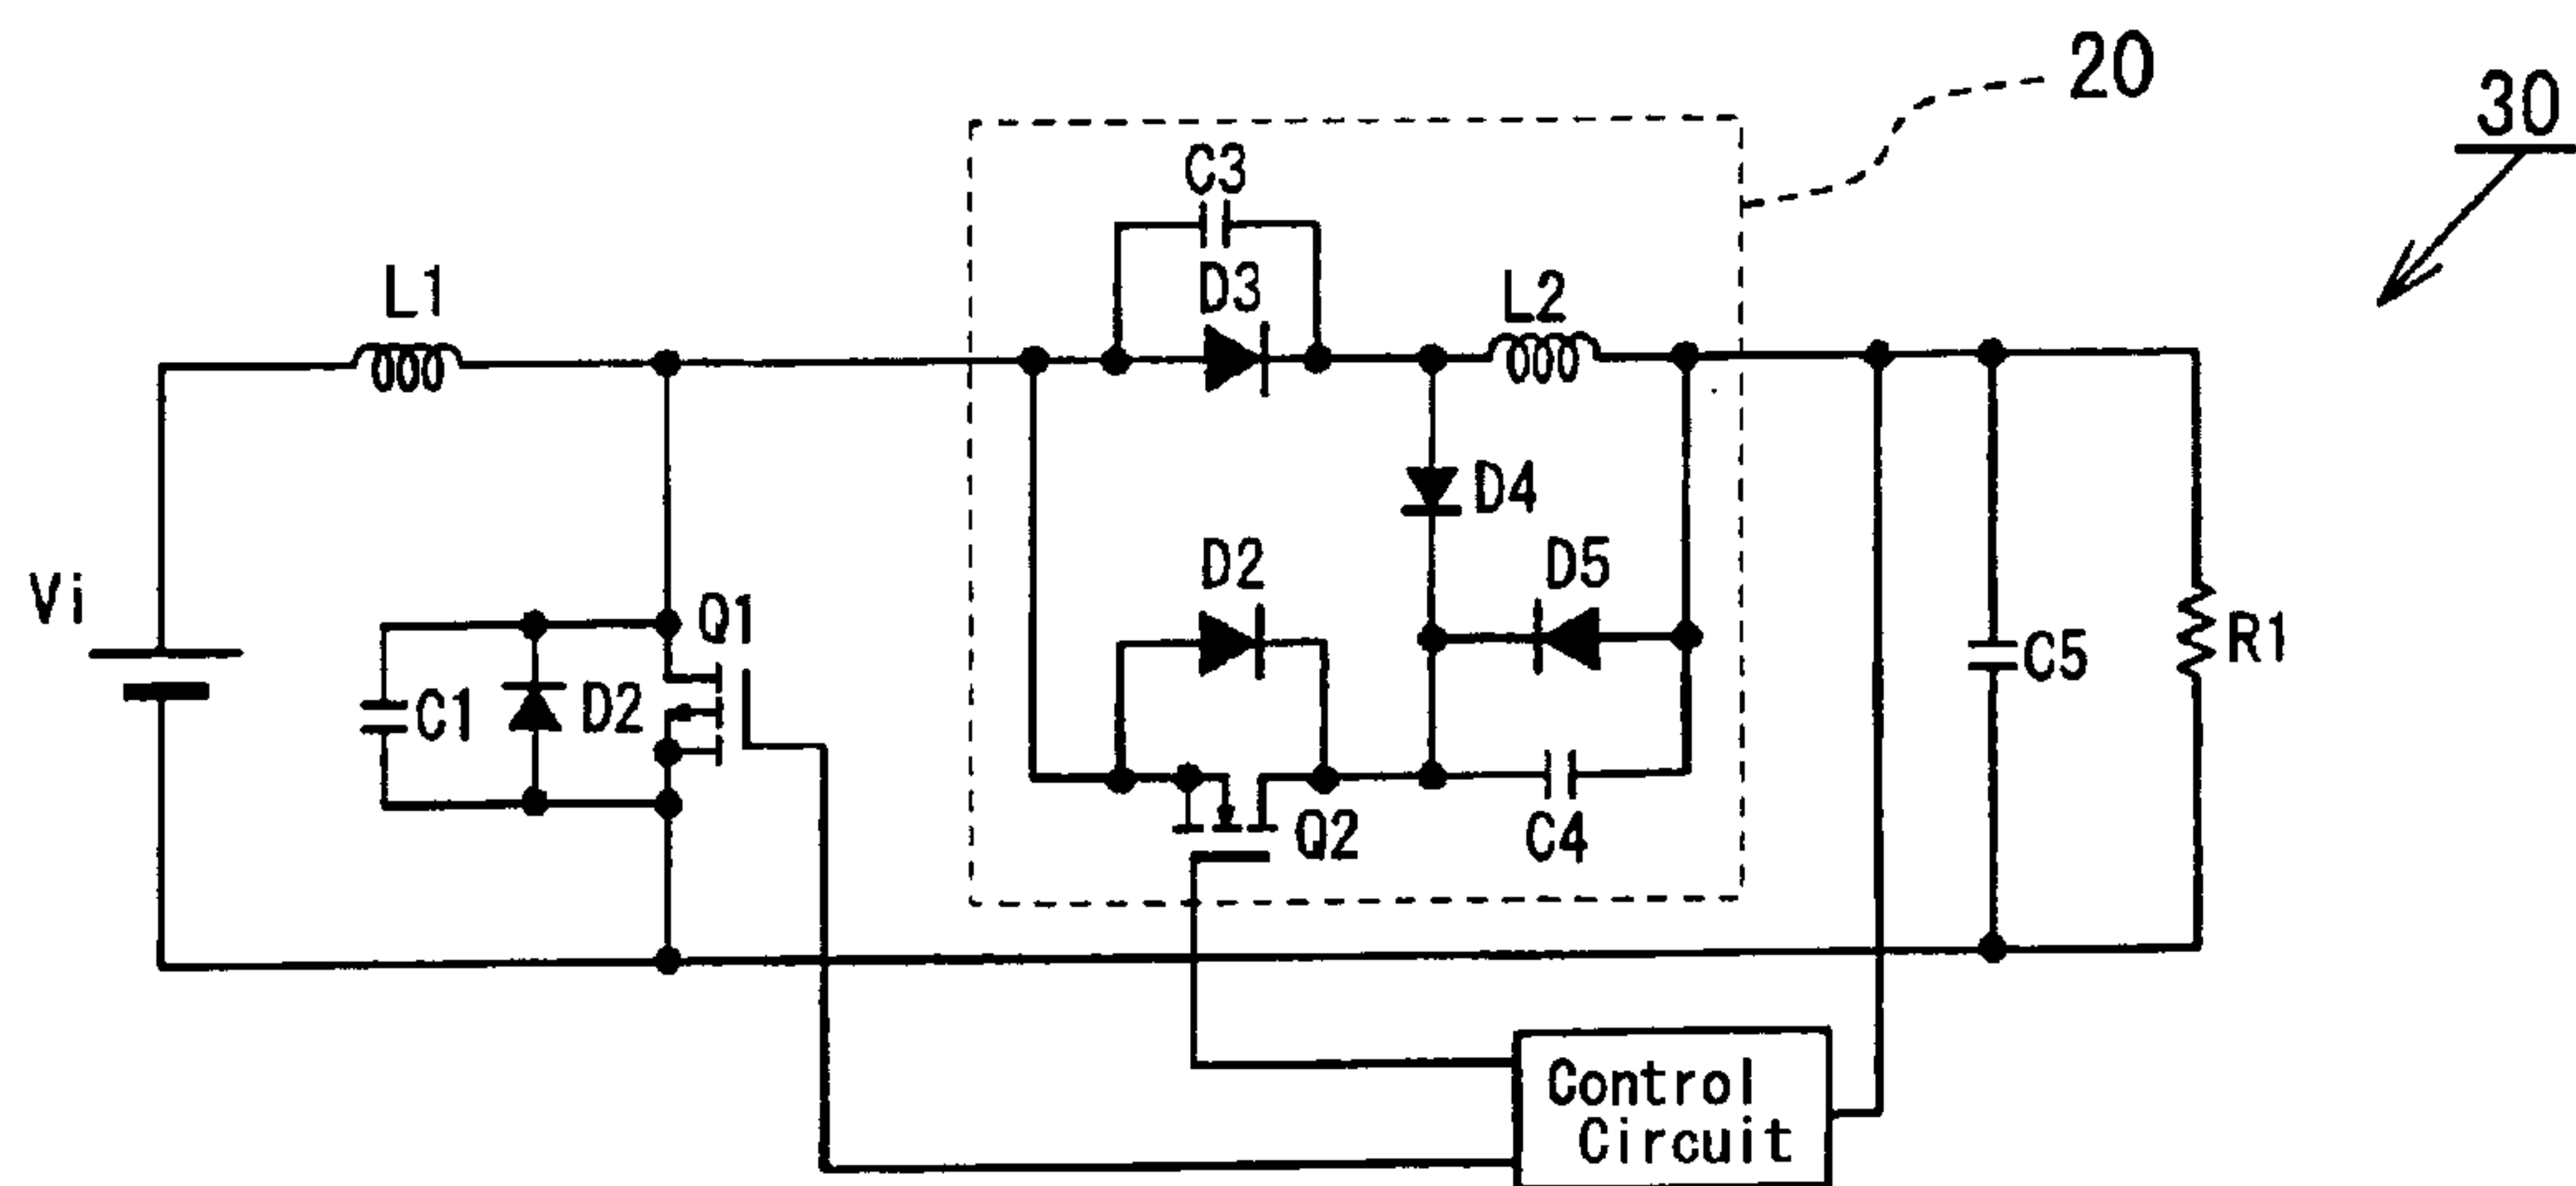 20
30
C3
D3
L1
L2
D4
D2
D5
Vi
Q1
C1
D2
C5
R1
Q2
C4
Control
Circuit